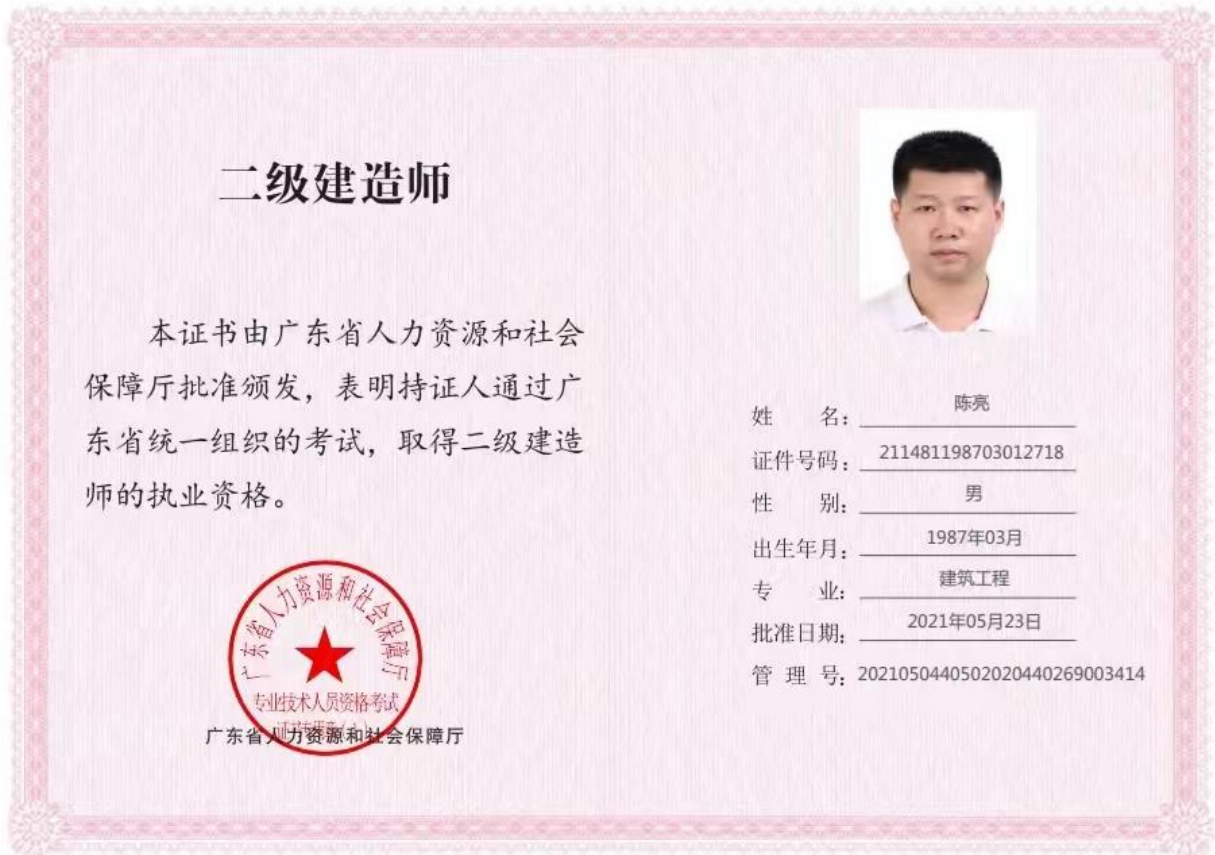 二级建造师
本证书由广东省人力资源和社会
保障厅批准颁发，表明持证人通过广
东省统一组织的考试，取得二级建造
师的执业资格。
广东省人力资源和社会保障厅
专业技术人员资格考试
广东省人力资源和社会保障厅
姓 名：陈亮
证件号码：211481198703012718
性 别：男
出生年月：1987年03月
专 业：建筑工程
批准日期：2021年05月23日
管 理 号：2021050440502020440269003414